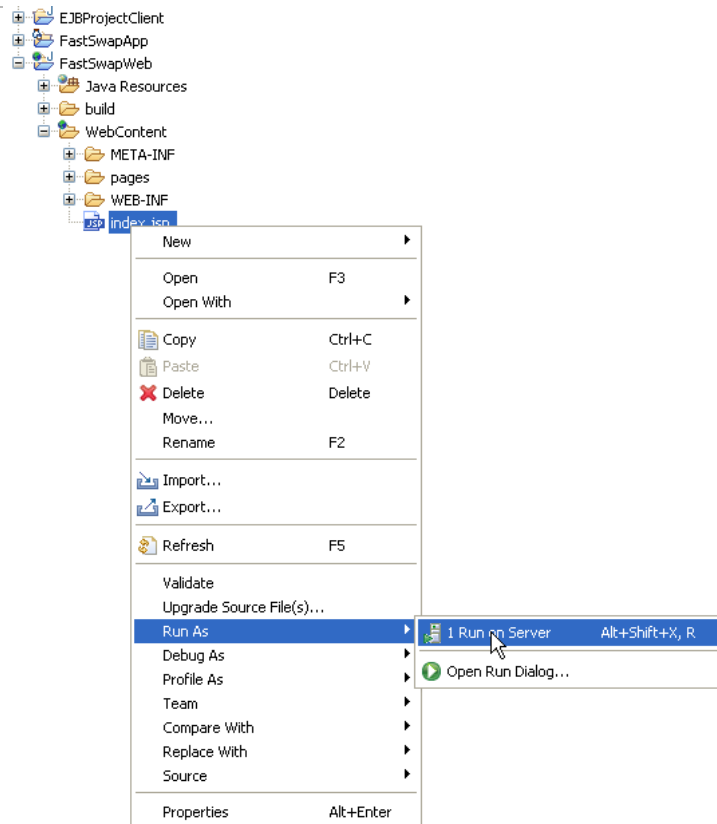 EJBProjectClient
FastSwapApp
FastSwapWeb
Java Resources
build
WebContent
META-INF
pages
WEB-INF
JSP index.jsp
New
Open F3
Open With
Copy Ctrl+C
Paste Ctrl+V
Delete Delete
Move...
Rename F2
Import...
Export...
Refresh F5
Validate
Upgrade Source File(s)...
Run As
1 Run on Server Alt+Shift+X, R
Debug As
Open Run Dialog...
Profile As
Team
Compare With
Replace With
Source
Properties Alt+Enter